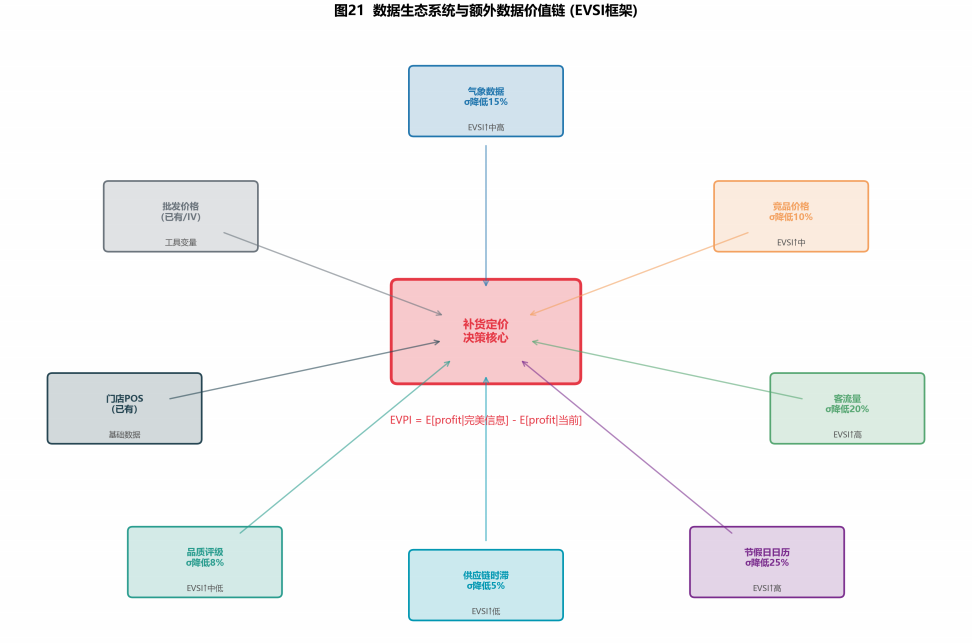 图21 数据生态系统与额外数据价值链 (EVSI框架)
气象数据
σ降低15%
EVSI↑中高
批发价格
(已有/IV)
工具变量
竞品价格
σ降低10%
EVSI↑中
补货定价
决策核心
门店POS
(已有)
基础数据
客流量
σ降低20%
EVSI↑高
EVPI = E[profit|完美信息] - E[profit|当前]
品质评级
σ降低8%
EVSI↑中低
供应链时滞
σ降低5%
EVSI↑低
节假日日历
σ降低25%
EVSI↑高